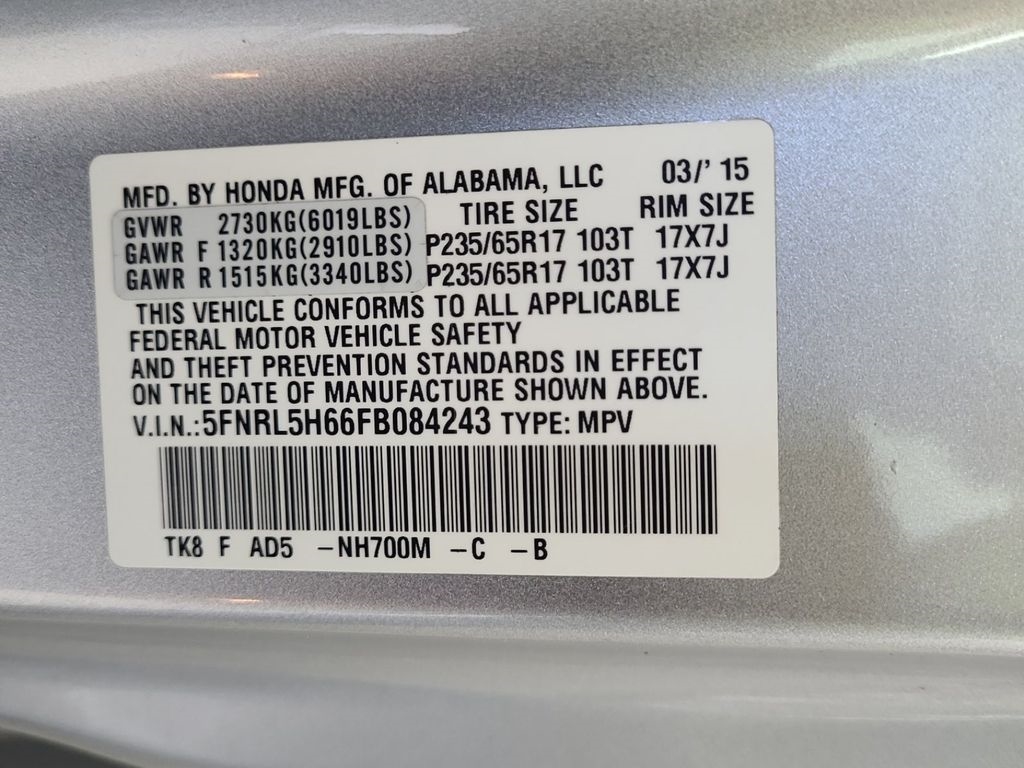 MFD. BY HONDA MFG. OF ALABAMA, LLC 03/' 15
GVWR 2730KG(6019LBS) TIRE SIZE RIM SIZE
GAWR F 1320KG(2910LBS) P235/65R17 103T 17X7J
GAWR R 1515KG(3340LBS) P235/65R17 103T 17X7J
THIS VEHICLE CONFORMS TO ALL APPLICABLE
FEDERAL MOTOR VEHICLE SAFETY
AND THEFT PREVENTION STANDARDS IN EFFECT
ON THE DATE OF MANUFACTURE SHOWN ABOVE.
V.I.N.:5FNRL5H66FB084243 TYPE: MPV
TK8 F AD5 -NH700M -C -B